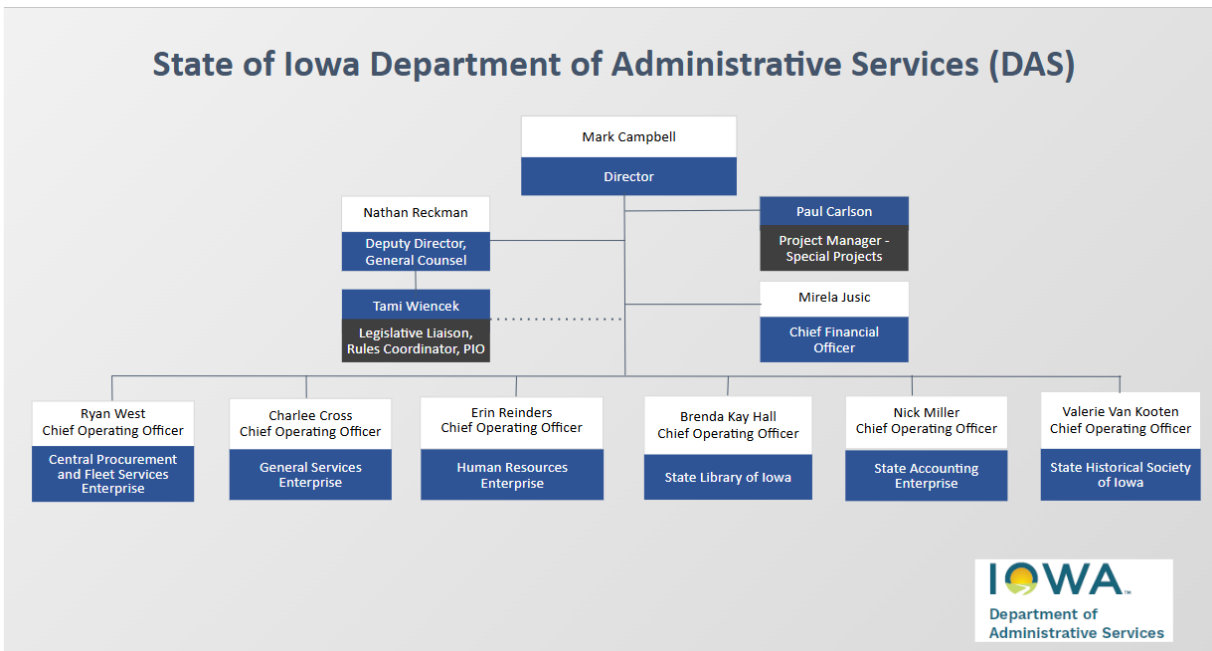 State of Iowa Department of Administrative Services (DAS)
Mark Campbell
Director
Nathan Reckman
Deputy Director,
General Counsel
Paul Carlson
Project Manager -
Special Projects
Tami Wiencek
Legislative Liaison,
Rules Coordinator, PIO
Mirela Jusic
Chief Financial
Officer
Ryan West
Chief Operating Officer
Central Procurement
and Fleet Services
Enterprise
Charlee Cross
Chief Operating Officer
General Services
Enterprise
Erin Reinders
Chief Operating Officer
Human Resources
Enterprise
Brenda Kay Hall
Chief Operating Officer
State Library of Iowa
Nick Miller
Chief Operating Officer
State Accounting
Enterprise
Valerie Van Kooten
Chief Operating Officer
State Historical Society
of Iowa
IOWA™
Department of
Administrative Services